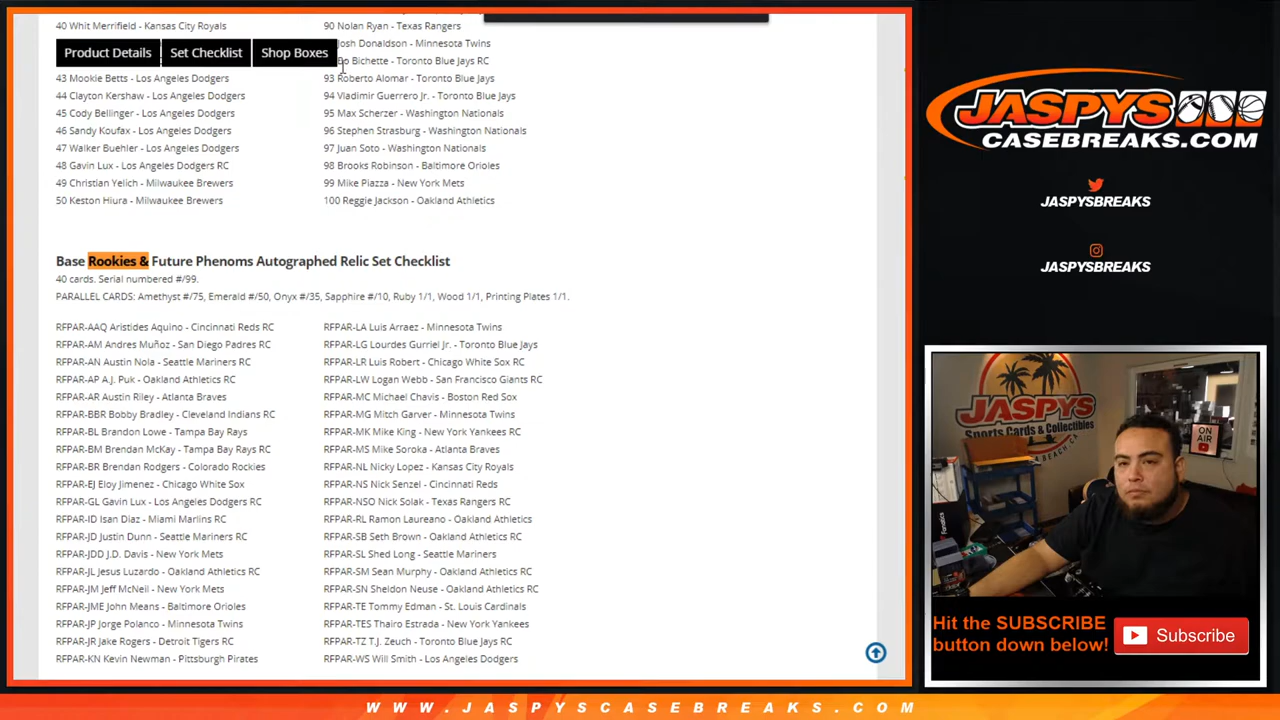 40 Whit Merrifield - Kansas City Royals
43 Mookie Betts - Los Angeles Dodgers
44 Clayton Kershaw - Los Angeles Dodgers
45 Cody Bellinger - Los Angeles Dodgers
46 Sandy Koufax - Los Angeles Dodgers
47 Walker Buehler - Los Angeles Dodgers
48 Gavin Lux - Los Angeles Dodgers RC
49 Christian Yelich - Milwaukee Brewers
50 Keston Hiura - Milwaukee Brewers
90 Nolan Ryan - Texas Rangers
Josh Donaldson - Minnesota Twins
Bo Bichette - Toronto Blue Jays RC
93 Roberto Alomar - Toronto Blue Jays
94 Vladimir Guerrero Jr. - Toronto Blue Jays
95 Max Scherzer - Washington Nationals
96 Stephen Strasburg - Washington Nationals
97 Juan Soto - Washington Nationals
98 Brooks Robinson - Baltimore Orioles
99 Mike Piazza - New York Mets
100 Reggie Jackson - Oakland Athletics
Product Details
Set Checklist
Shop Boxes
Base Rookies & Future Phenoms Autographed Relic Set Checklist
40 cards. Serial numbered #/99.
PARALLEL CARDS: Amethyst #/75, Emerald #/50, Onyx #/35, Sapphire #/10, Ruby 1/1, Wood 1/1, Printing Plates 1/1.
RFPAR-AAQ Aristides Aquino - Cincinnati Reds RC
RFPAR-AM Andres Muñoz - San Diego Padres RC
RFPAR-AN Austin Nola - Seattle Mariners RC
RFPAR-AP A.J. Puk - Oakland Athletics RC
RFPAR-AR Austin Riley - Atlanta Braves
RFPAR-BBR Bobby Bradley - Cleveland Indians RC
RFPAR-BL Brandon Lowe - Tampa Bay Rays
RFPAR-BM Brendan McKay - Tampa Bay Rays RC
RFPAR-BR Brendan Rodgers - Colorado Rockies
RFPAR-EJ Eloy Jimenez - Chicago White Sox
RFPAR-GL Gavin Lux - Los Angeles Dodgers RC
RFPAR-ID Isan Diaz - Miami Marlins RC
RFPAR-JD Justin Dunn - Seattle Mariners RC
RFPAR-JDD J.D. Davis - New York Mets
RFPAR-JL Jesus Luzardo - Oakland Athletics RC
RFPAR-JM Jeff McNeil - New York Mets
RFPAR-JME John Means - Baltimore Orioles
RFPAR-JP Jorge Polanco - Minnesota Twins
RFPAR-JR Jake Rogers - Detroit Tigers RC
RFPAR-KN Kevin Newman - Pittsburgh Pirates
RFPAR-LA Luis Arraez - Minnesota Twins
RFPAR-LG Lourdes Gurriel Jr. - Toronto Blue Jays
RFPAR-LR Luis Robert - Chicago White Sox RC
RFPAR-LW Logan Webb - San Francisco Giants RC
RFPAR-MC Michael Chavis - Boston Red Sox
RFPAR-MG Mitch Garver - Minnesota Twins
RFPAR-MK Mike King - New York Yankees RC
RFPAR-MS Mike Soroka - Atlanta Braves
RFPAR-NL Nicky Lopez - Kansas City Royals
RFPAR-NS Nick Senzel - Cincinnati Reds
RFPAR-NSO Nick Solak - Texas Rangers RC
RFPAR-RL Ramon Laureano - Oakland Athletics
RFPAR-SB Seth Brown - Oakland Athletics RC
RFPAR-SL Shed Long - Seattle Mariners
RFPAR-SM Sean Murphy - Oakland Athletics RC
RFPAR-SN Sheldon Neuse - Oakland Athletics RC
RFPAR-TE Tommy Edman - St. Louis Cardinals
RFPAR-TES Thairo Estrada - New York Yankees
RFPAR-TZ T.J. Zeuch - Toronto Blue Jays RC
RFPAR-WS Will Smith - Los Angeles Dodgers
JASPYS
CASEBREAKS.COM
JASPYSBREAKS
JASPYSBREAKS
JASPYS
Sports Cards & Collectibles
ON
AIR
Hit the SUBSCRIBE
button down below!
Subscribe
WWW.JASPYSCASEBREAKS.COM